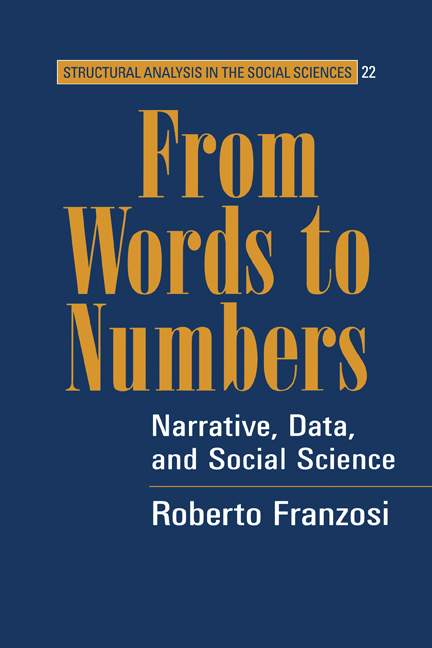 STRUCTURAL ANALYSIS IN THE SOCIAL SCIENCES 22
From
Words to
Numbers
Narrative, Data,
and Social Science
Roberto Franzosi